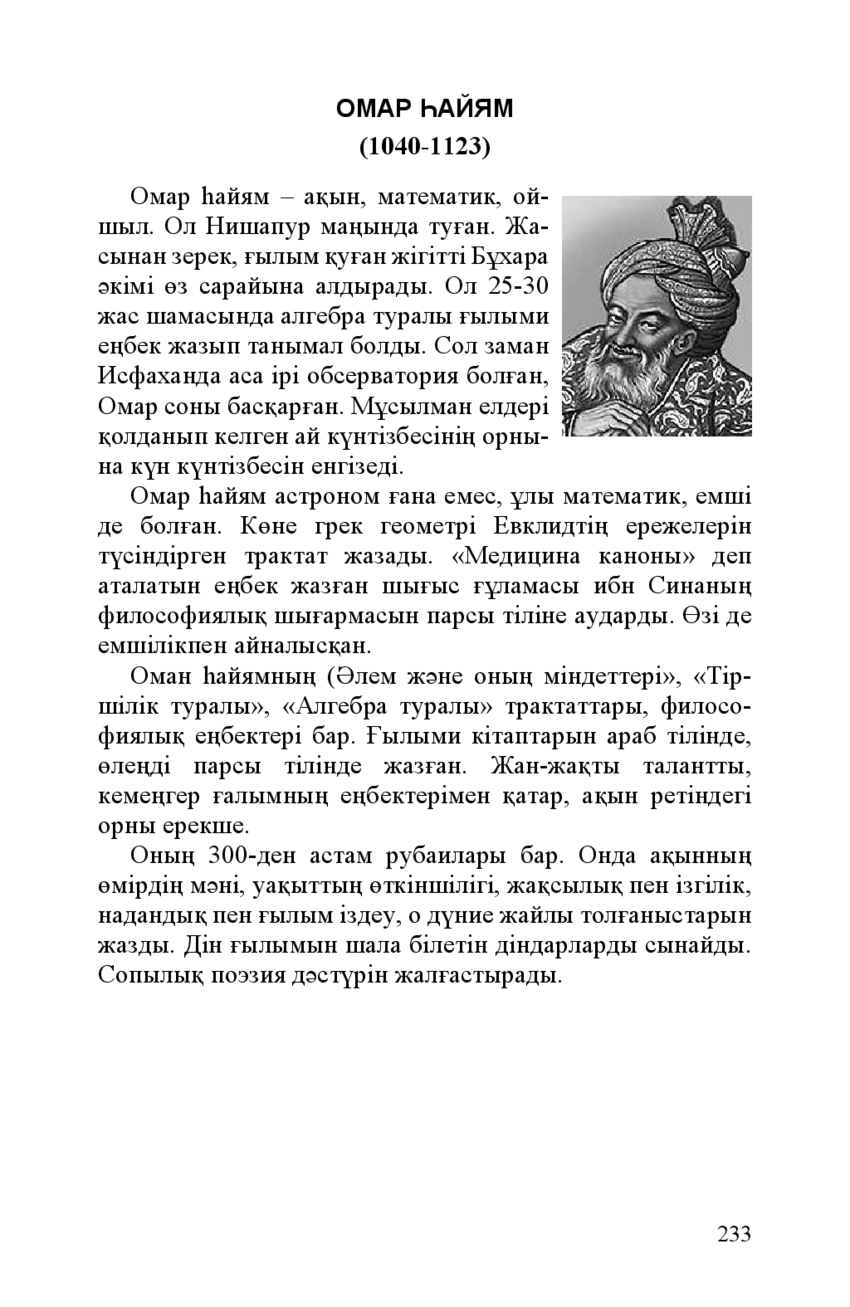 ОМАР ҺАЙЯМ
(1040-1123)
Омар һайям – ақын, математик, ой-
шыл. Ол Нишапур маңында туған. Жа-
сынан зерек, ғылым қуған жігітті Бұхара
әкімі өз сарайына алдырады. Ол 25-30
жас шамасында алгебра туралы ғылыми
еңбек жазып танымал болды. Сол заман
Исфаханда аса ірі обсерватория болған,
Омар соны басқарған. Мұсылман елдері
қолданып келген ай күнтізбесінің орны-
на күн күнтізбесін енгізеді.
Омар һайям астроном ғана емес, ұлы математик, емші
де болған. Көне грек геометрі Евклидтің ережелерін
түсіндірген трактат жазады. «Медицина каноны» деп
аталатын еңбек жазған шығыс ғұламасы ибн Синаның
философиялық шығармасын парсы тіліне аударды. Өзі де
емшілікпен айналысқан.
Оман һайямның (Әлем және оның міндеттері», «Тір-
шілік туралы», «Алгебра туралы» трактаттары, филосо-
фиялық еңбектері бар. Ғылыми кітаптарын араб тілінде,
өлеңді парсы тілінде жазған. Жан-жақты талантты,
кемеңгер ғалымның еңбектерімен қатар, ақын ретіндегі
орны ерекше.
Оның 300-ден астам рубаилары бар. Онда ақынның
өмірдің мәні, уақыттың өткіншілігі, жақсылық пен ізгілік,
надандық пен ғылым іздеу, о дүние жайлы толғаныстарын
жазды. Дін ғылымын шала білетін діндарларды сынайды.
Сопылық поэзия дәстүрін жалғастырады.
233